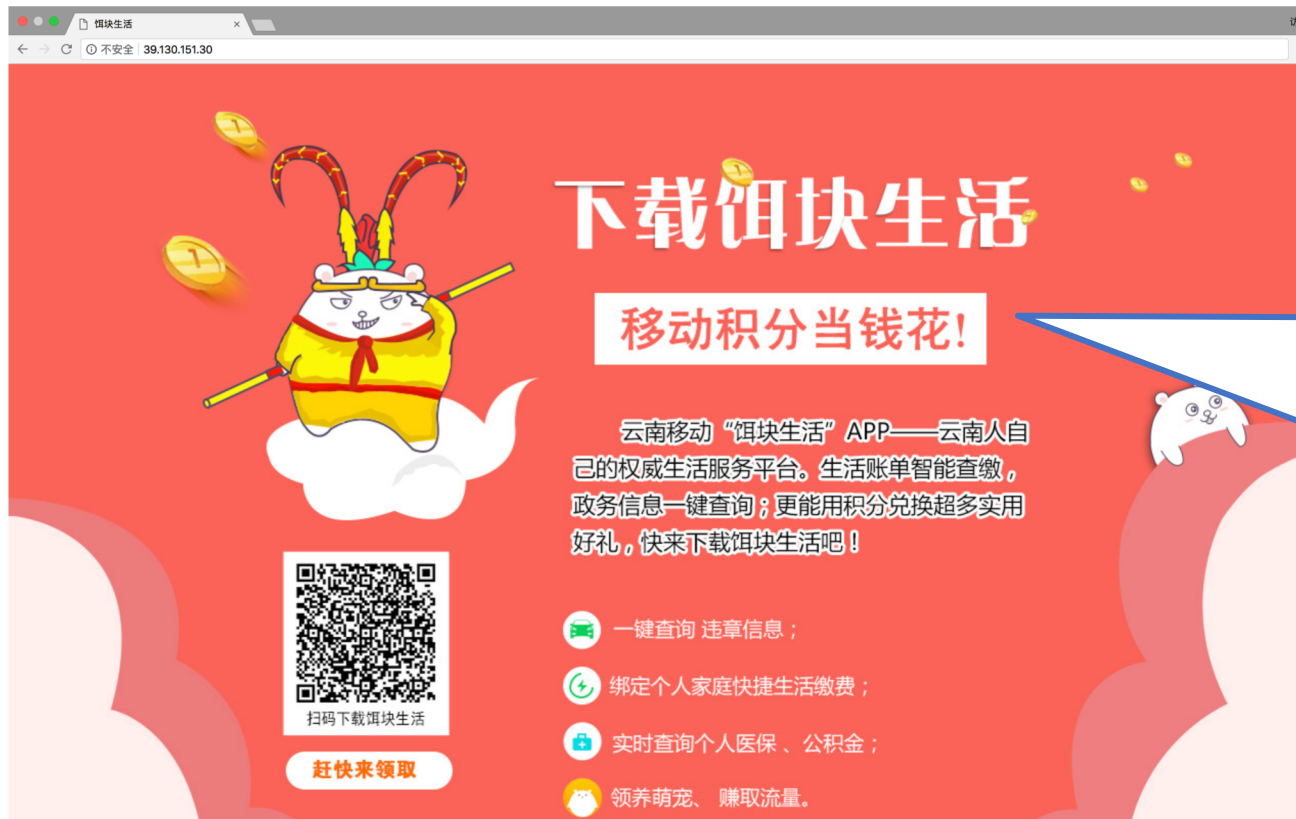 饵块生活
不安全
39.130.151.30
下载饵块生活
移动积分当钱花!
云南移动“饵块生活”APP——云南人自
己的权威生活服务平台。生活账单智能查缴，
政务信息一键查询；更能用积分兑换超多实用
好礼，快来下载饵块生活吧！
扫码下载饵块生活
赶快来领取
一键查询 违章信息；
绑定个人家庭快捷生活缴费；
实时查询个人医保 、公积金；
领养萌宠、 赚取流量。